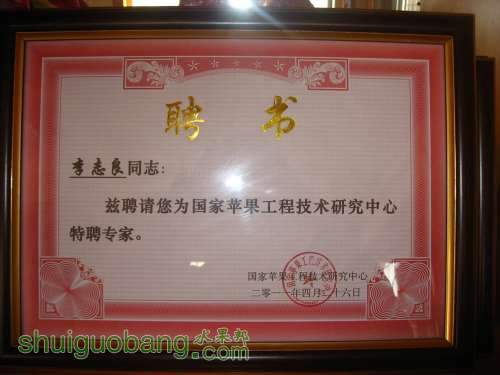 聘书
李志良同志：
兹聘请您为国家苹果工程技术研究中心
特聘专家。
国家苹果工程技术研究中心
二〇一一年四月二十六日
水果邦
shuiguobang.com